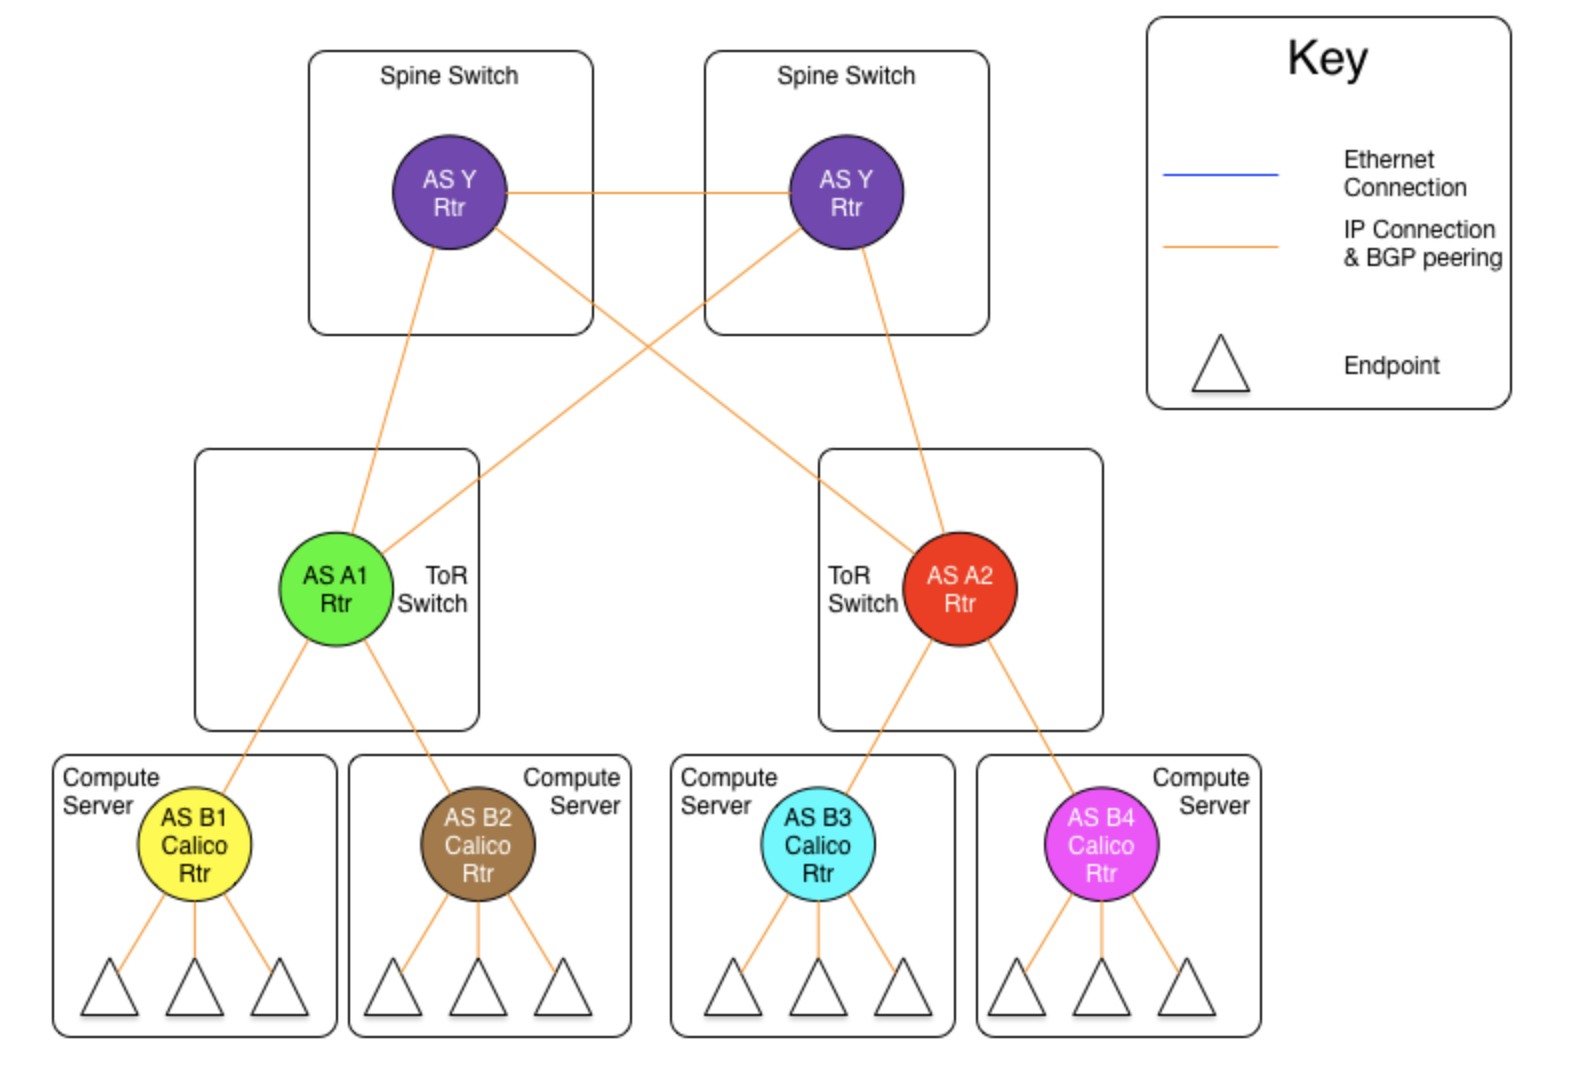 Spine Switch
Spine Switch
Key
AS Y
Rtr
AS Y
Rtr
Ethernet
Connection
IP Connection
& BGP peering
Endpoint
AS A1
Rtr
ToR
Switch
ToR
Switch
AS A2
Rtr
Compute
Server
AS B1
Calico
Rtr
AS B2
Calico
Rtr
Compute
Server
Compute
Server
AS B3
Calico
Rtr
AS B4
Calico
Rtr
Compute
Server